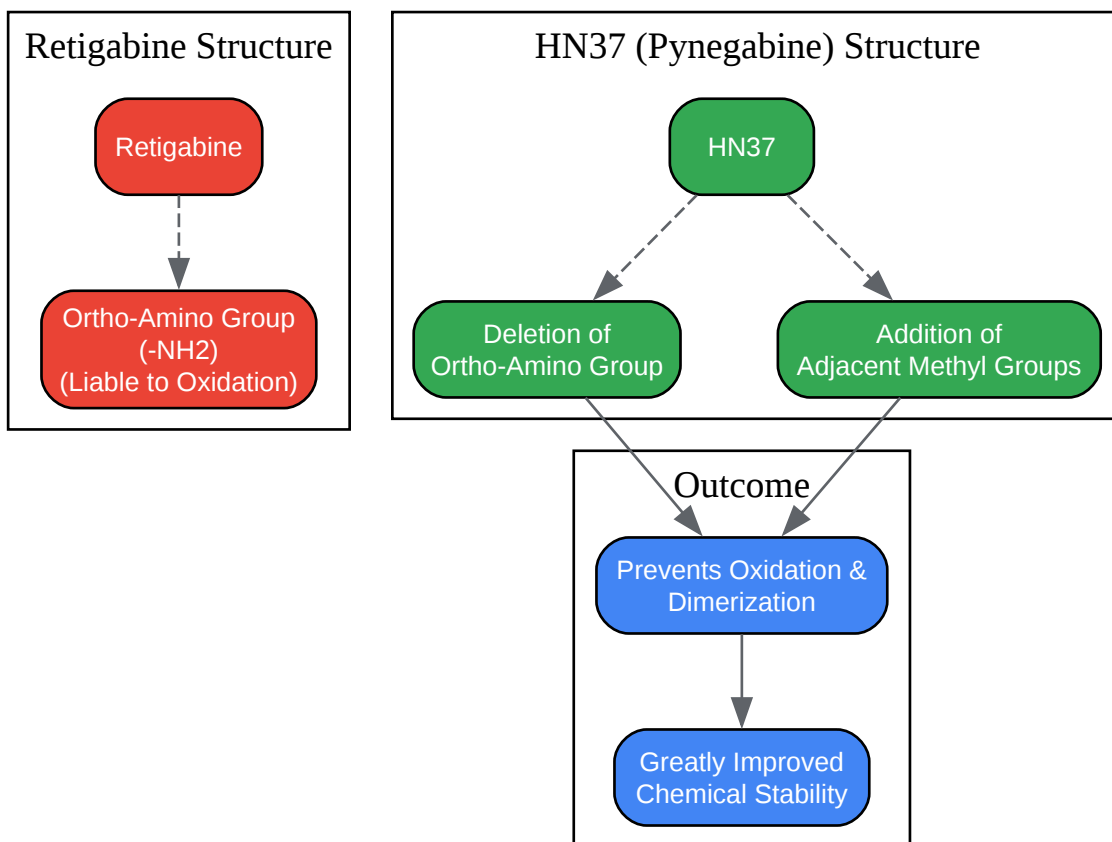 Retigabine Structure
Retigabine
Ortho-Amino Group
(-NH2)
(Liable to Oxidation)
HN37 (Pynegabine) Structure
HN37
Deletion of
Ortho-Amino Group
Addition of
Adjacent Methyl Groups
Outcome
Prevents Oxidation &
Dimerization
Greatly Improved
Chemical Stability